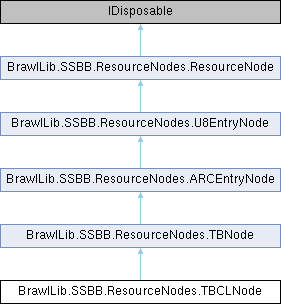 IDisposable
BrawlLib.SSBB.ResourceNodes.ResourceNode
BrawlLib.SSBB.ResourceNodes.U8EntryNode
BrawlLib.SSBB.ResourceNodes.ARCEntryNode
BrawlLib.SSBB.ResourceNodes.TBNode
BrawlLib.SSBB.ResourceNodes.TBCLNode